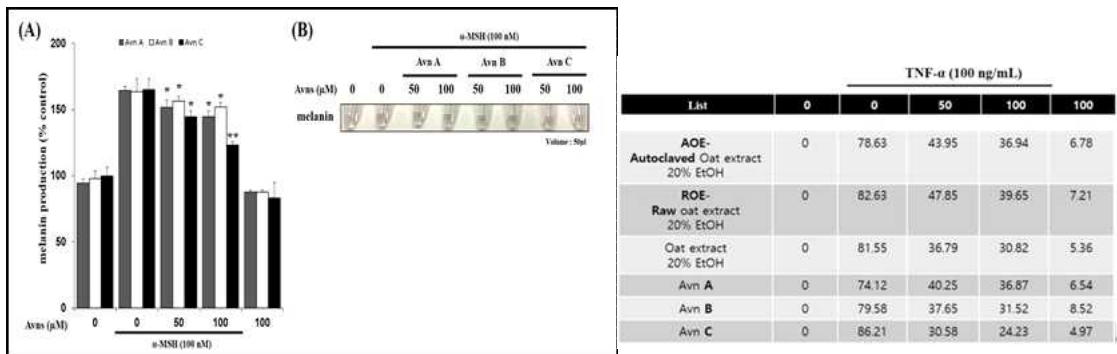 (A)
Avn A Avn B Avn C
200
150
100
50
0
melanin production (% control)
* * * * * **
Avns (μM) 0 0 50 100 100
α-MSH (100 nM)
(B)
α-MSH (100 nM)
Avn A Avn B Avn C
Avns (μM) 0 0 50 100 50 100 50 100
melanin
Volume : 50μl
TNF-α (100 ng/mL)
List 0 0 50 100 100
AOE-
Autoclaved Oat extract
20% EtOH
0 78.63 43.95 36.94 6.78
ROE-
Raw oat extract
20% EtOH
0 82.63 47.85 39.65 7.21
Oat extract
20% EtOH
0 81.55 36.79 30.82 5.36
Avn A 0 74.12 40.25 36.87 6.54
Avn B 0 79.58 37.65 31.52 8.52
Avn C 0 86.21 30.58 24.23 4.97